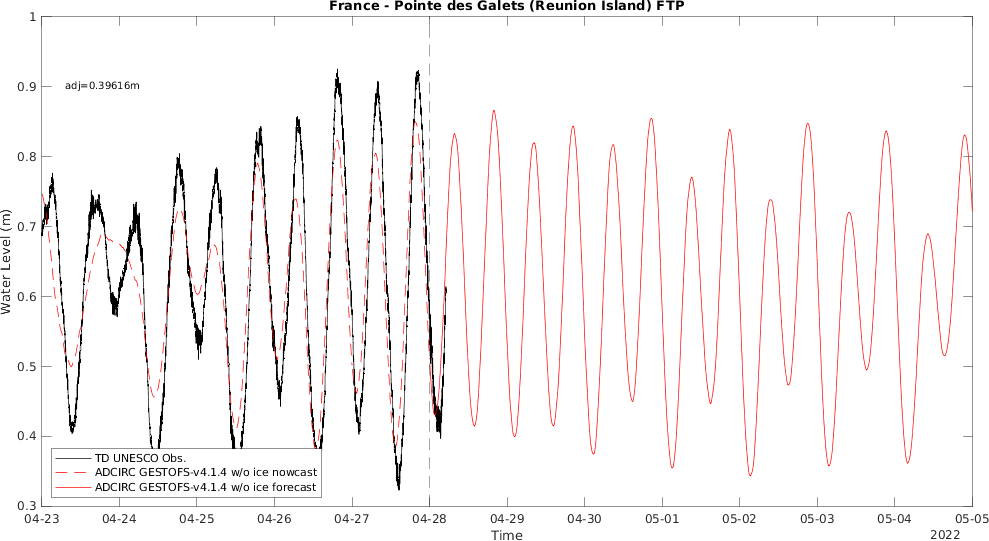 France - Pointe des Galets (Reunion Island) FTP
1
0.9
0.8
0.7
0.6
0.5
0.4
0.3
Water Level (m)
adj=0.39616m
TD UNESCO Obs.
ADCIRC GESTOFS-v4.1.4 w/o ice nowcast
ADCIRC GESTOFS-v4.1.4 w/o ice forecast
04-23 04-24 04-25 04-26 04-27 04-28 04-29 04-30 05-01 05-02 05-03 05-04 05-05
Time
2022